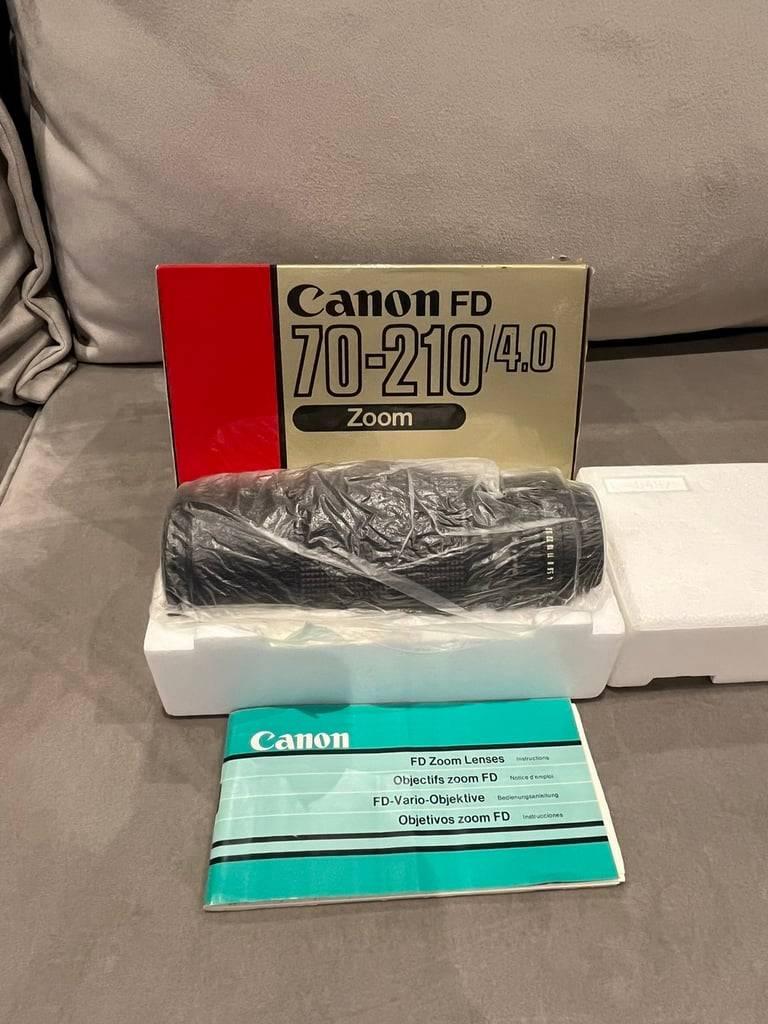 Canon FD
70-210/4.0
Zoom
Canon
FD Zoom Lenses Instructions
Objectifs zoom FD Notice d'emploi
FD-Vario-Objektive Bedienungsanleitung
Objetivos zoom FD Instrucciones